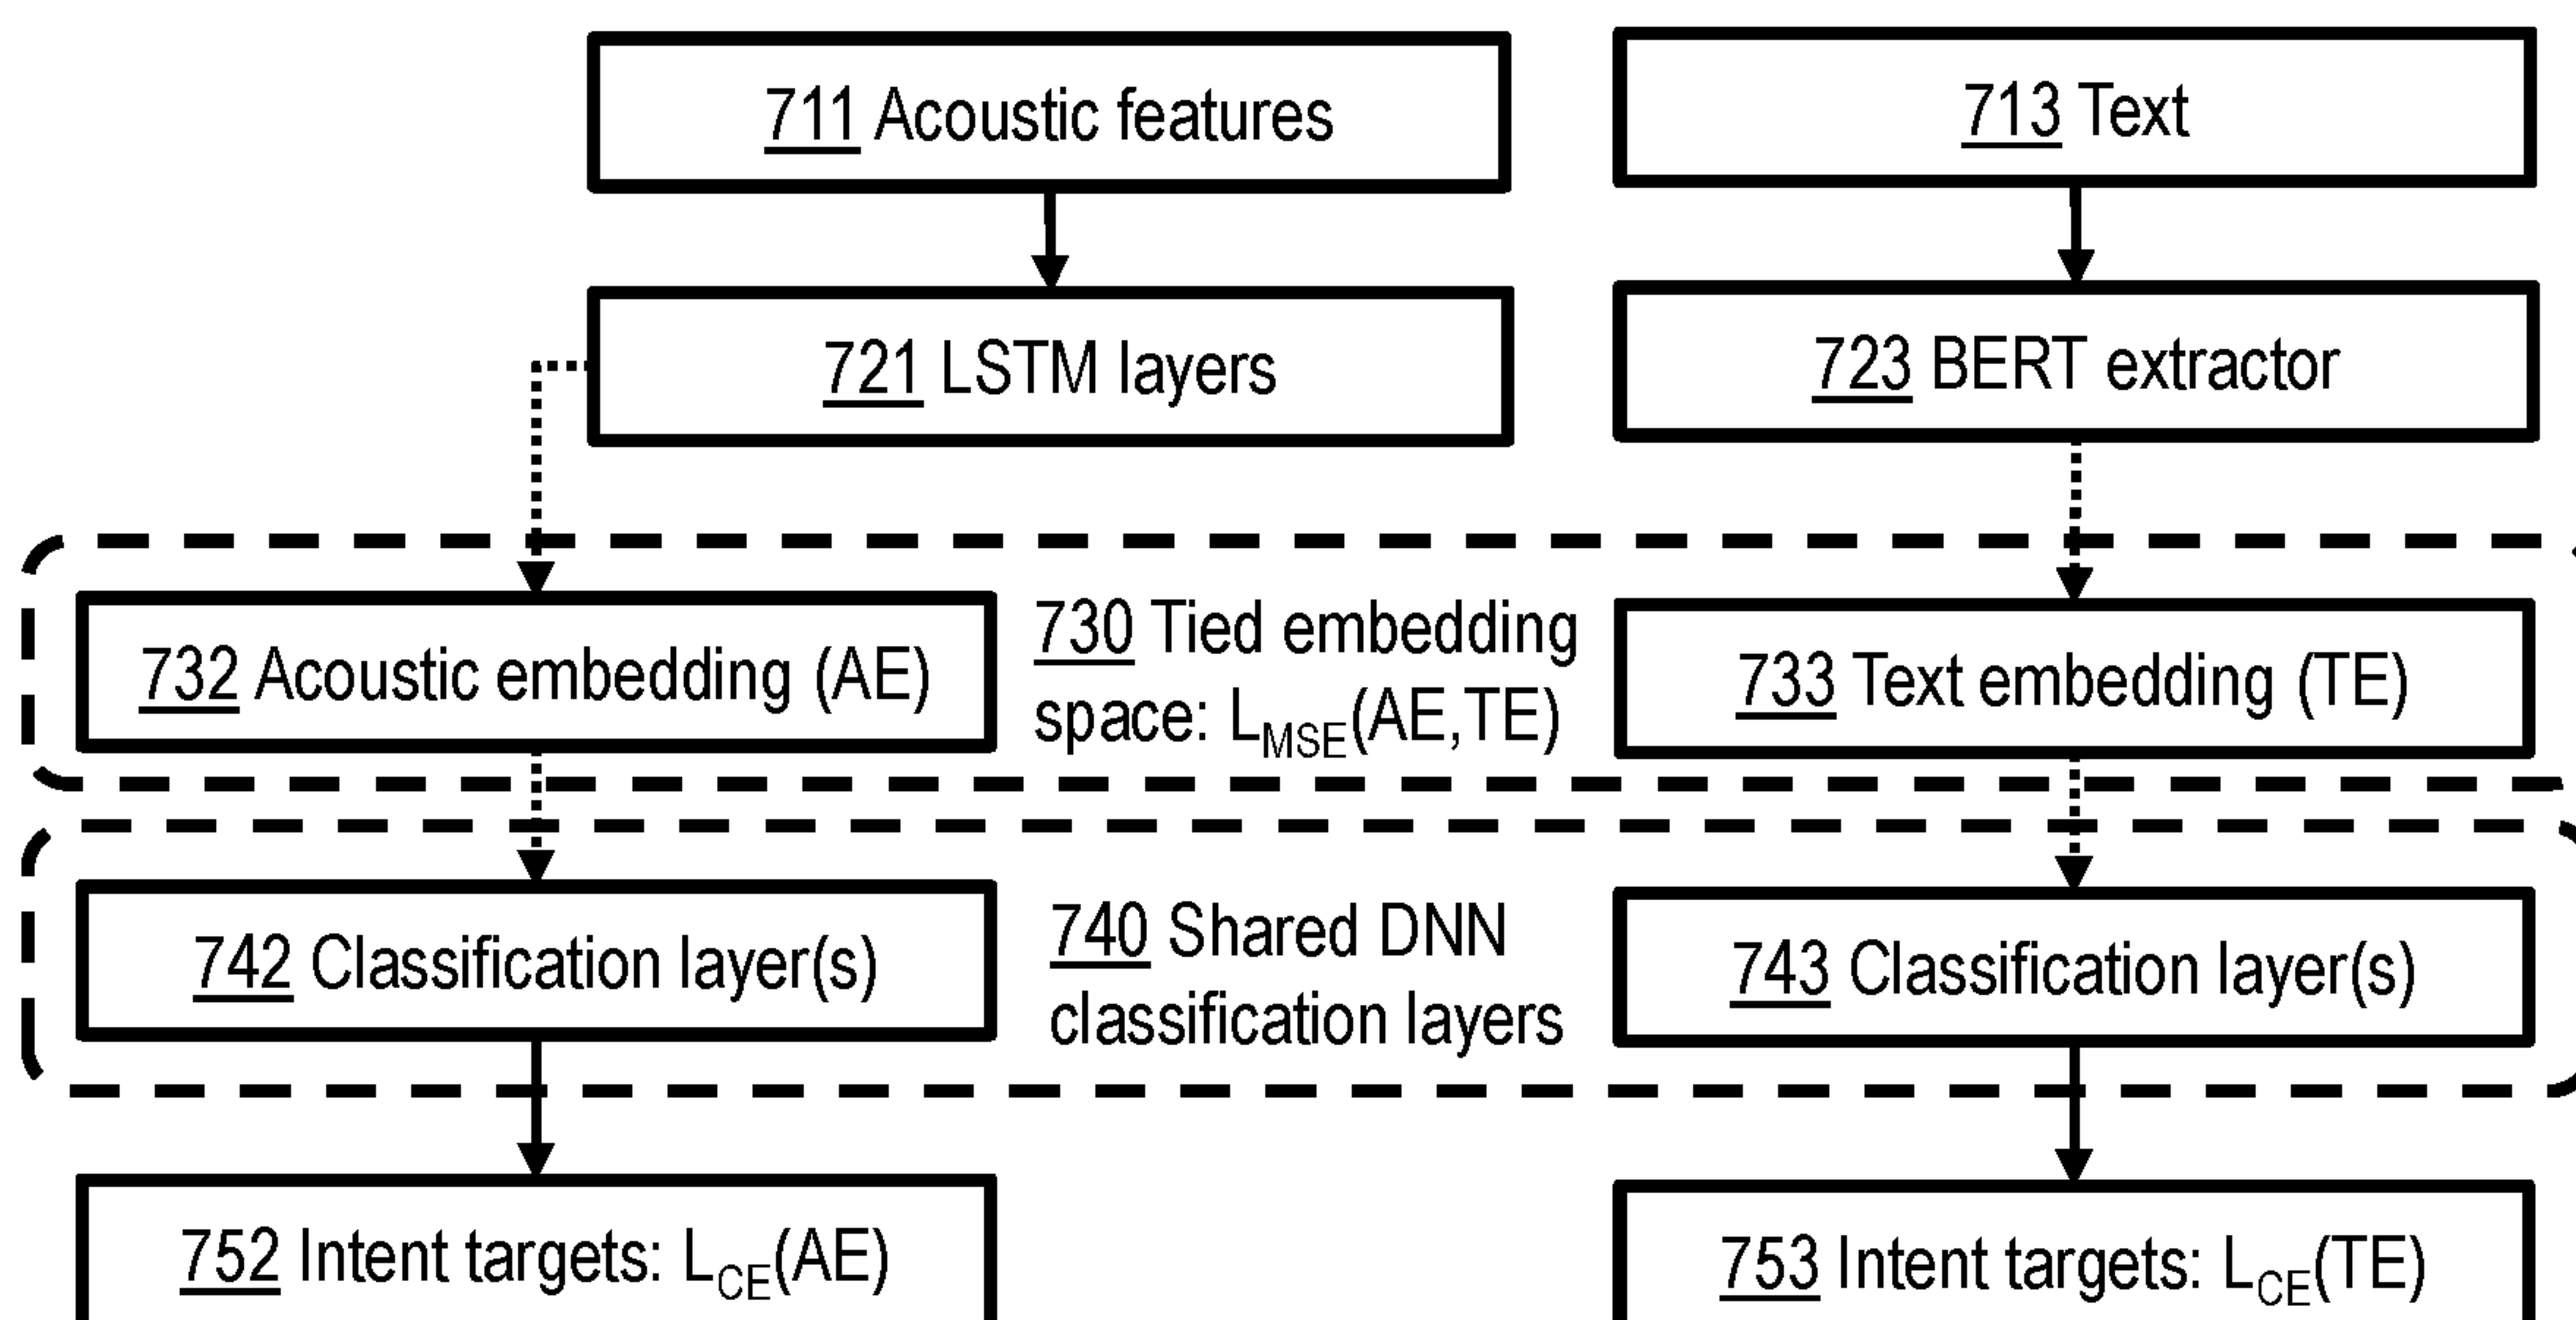 711 Acoustic features
713 Text
721 LSTM layers
723 BERT extractor
732 Acoustic embedding (AE)
730 Tied embedding
space: LMSE(AE,TE)
733 Text embedding (TE)
742 Classification layer(s)
740 Shared DNN
classification layers
743 Classification layer(s)
752 Intent targets: LCE(AE)
753 Intent targets: LCE(TE)